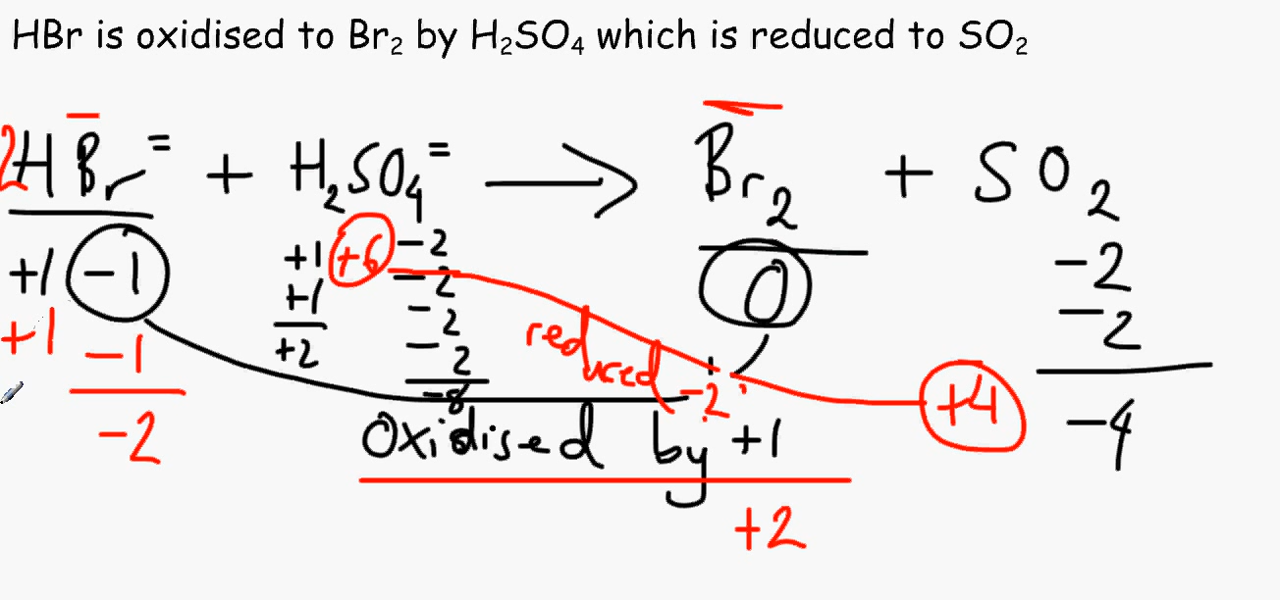 HBr is oxidised to Br₂ by H₂SO₄ which is reduced to SO₂
2HBr⁼ + H₂SO₄⁼ → Br₂ + SO₂
+1 -1 +1 +6 -2 0 -2
+1 -1 +1 -2 -2
+2 -2
-2 -2 reduced -2 +4 -4
-8
Oxidised by +1
+2